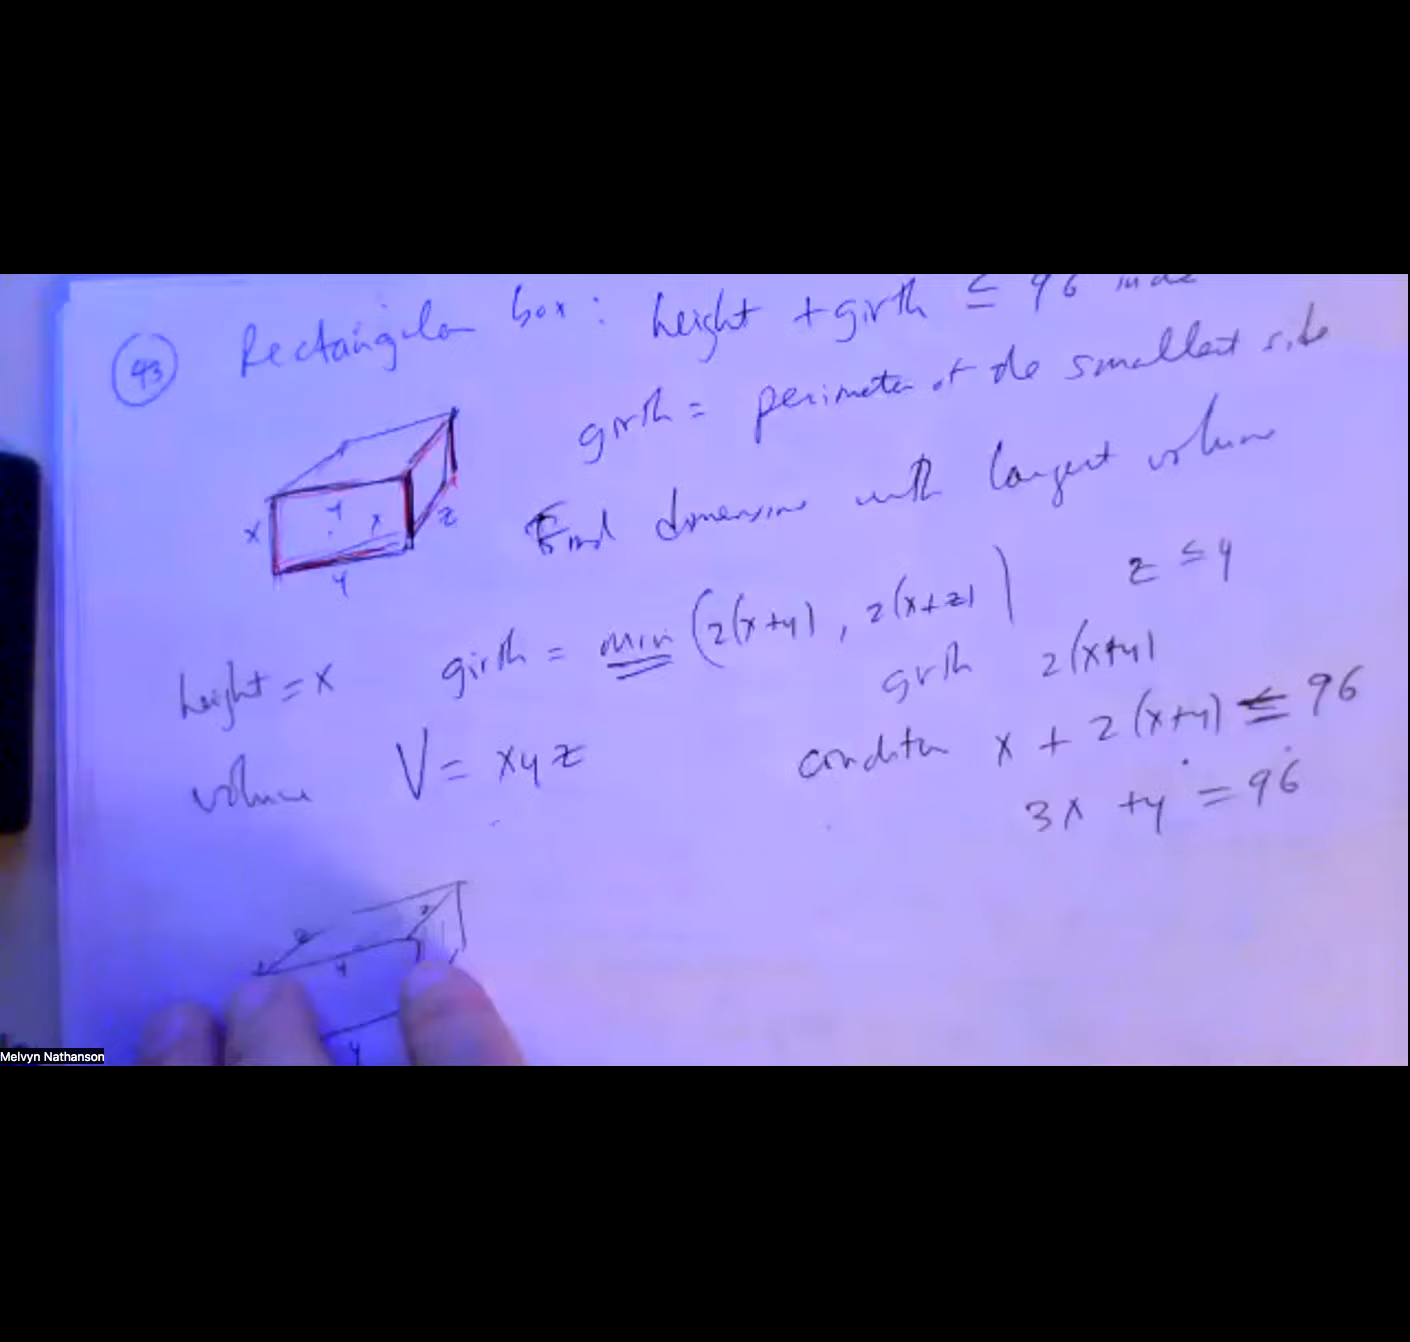 43 Rectangular box: height + girth ≤ 96
girth = perimeter of the smallest side
Find dimensions with largest volume
x y x z
y
z ≤ y
height = x girth = min (2(x+y), 2(x+z))
girth 2(x+y)
volume V = xyz condition x + 2(x+y) ≤ 96
3x + y = 96
z z
y
y
Melvyn Nathanson